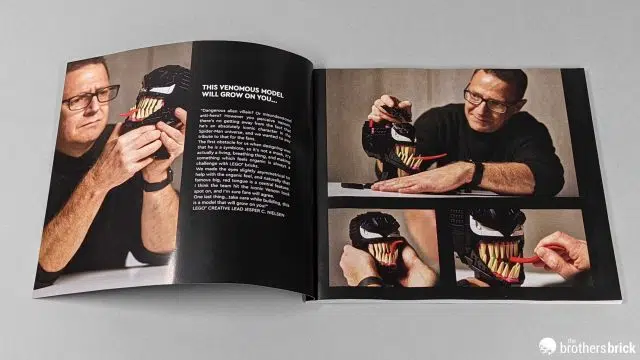 THIS VENOMOUS MODEL
WILL GROW ON YOU...
"Dangerous alien villain? Or misunderstood
anti-hero? However you perceive Venom,
there's no getting away from the fact that
he's an absolutely iconic character in the
Spider-Man universe, and we wanted to pay
tribute to that for the fans.
The first obstacle for us when designing was
that he is a symbiote, so it's not a mask, it's
actually a living, breathing thing, and making
something which feels organic is always a
challenge with LEGO® bricks.
We made the eyes slightly asymmetrical to
help with the organic feel, and naturally that
famous big, red tongue is a central feature.
I think the team hit the iconic Venom look
spot on, and I'm sure fans will agree.
One last thing... take care while building, this
is a model that will grow on you!"
LEGO® CREATIVE LEAD JESPER C. NIELSEN
the
brothersbrick